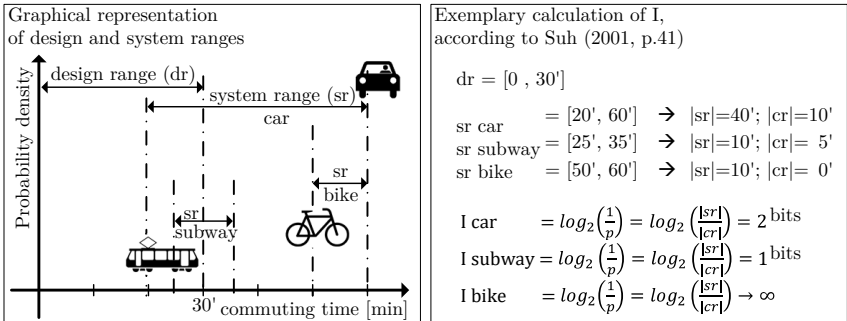 Graphical representation
of design and system ranges
Probability density
design range (dr)
system range (sr)
car
sr
bike
sr
subway
30'
commuting time [min]
Exemplary calculation of I,
according to Suh (2001, p.41)
dr = [0 , 30']
sr car = [20', 60'] → |sr|=40'; |cr|=10'
sr subway = [25', 35'] → |sr|=10'; |cr|= 5'
sr bike = [50', 60'] → |sr|=10'; |cr|= 0'
I car = log₂(1/p) = log₂(|sr|/|cr|) = 2 bits
I subway = log₂(1/p) = log₂(|sr|/|cr|) = 1 bits
I bike = log₂(1/p) = log₂(|sr|/|cr|) → ∞